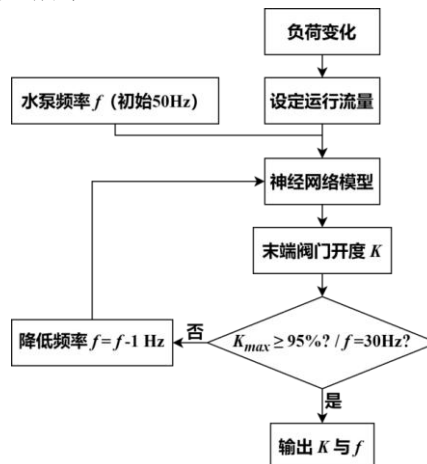 负荷变化
水泵频率 f（初始50Hz）
设定运行流量
神经网络模型
末端阀门开度 K
降低频率 f= f-1 Hz
否
Kmax ≥ 95%? / f=30Hz?
是
输出 K 与 f